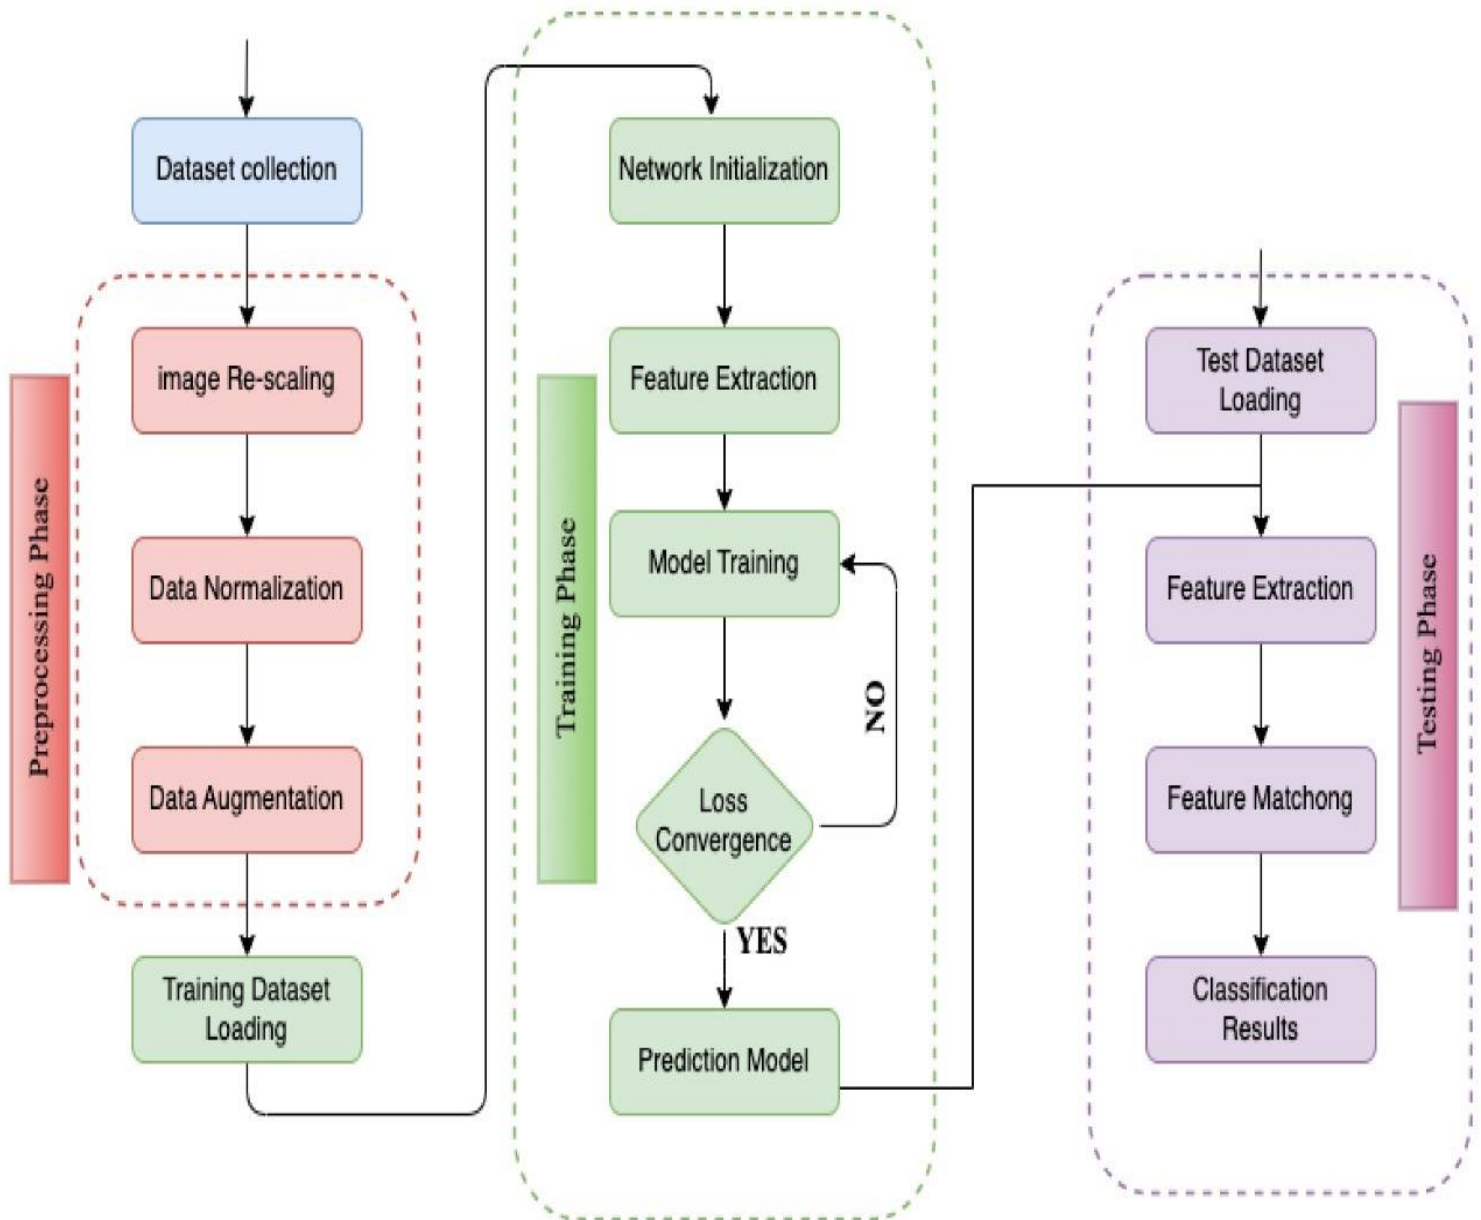 Dataset collection
Preprocessing Phase
image Re-scaling
Data Normalization
Data Augmentation
Training Dataset
Loading
Training Phase
Network Initialization
Feature Extraction
Model Training
NO
Loss
Convergence
YES
Prediction Model
Test Dataset
Loading
Feature Extraction
Feature Matchong
Classification
Results
Testing Phase